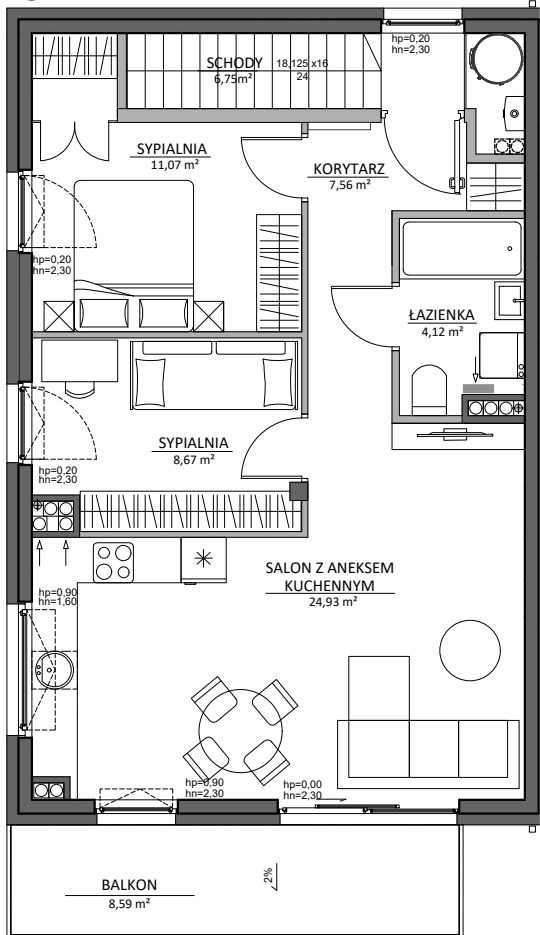 hp=0,20
hn=2,30
SCHODY
6,75m²
18,125 x16
24
SYPIALNIA
11,07 m²
KORYTARZ
7,56 m²
hp=0,20
hn=2,30
ŁAZIENKA
4,12 m²
SYPIALNIA
8,67 m²
hp=0,20
hn=2,30
SALON Z ANEKSEM
KUCHENNYM
24,93 m²
hp=0,90
hn=1,60
hp=0,90
hn=2,30
hp=0,00
hn=2,30
BALKON
8,59 m²
2%